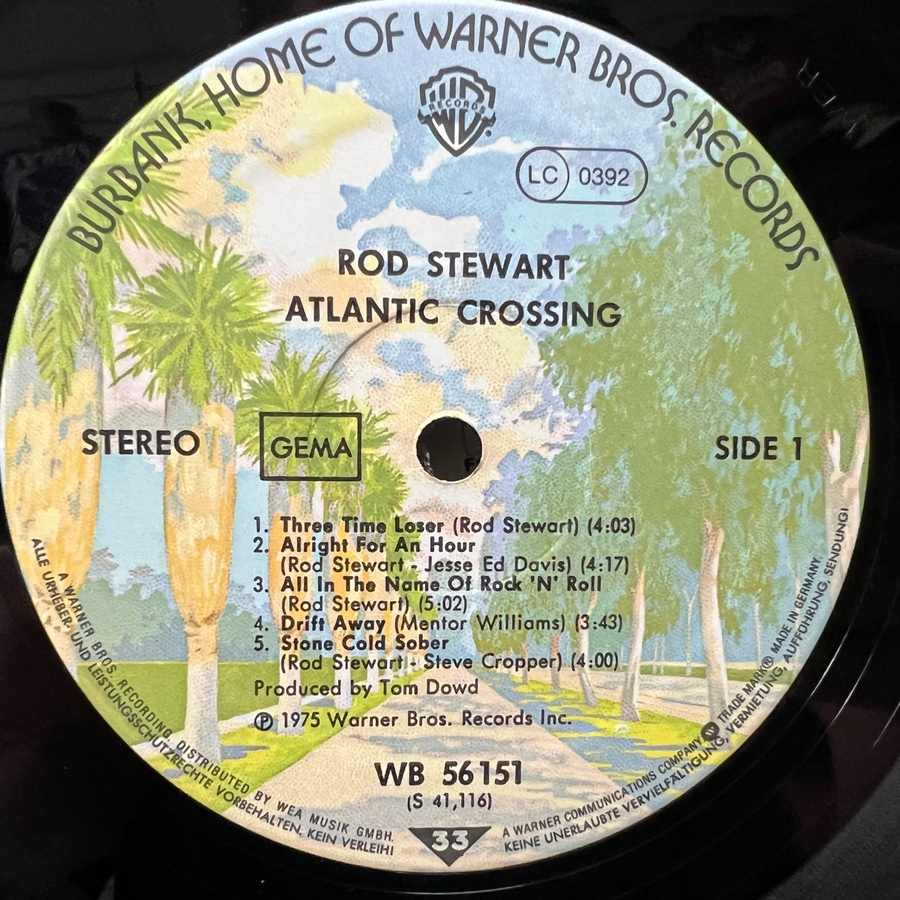 BURBANK, HOME OF WARNER BROS. RECORDS
RECORDS
LC 0392
ROD STEWART
ATLANTIC CROSSING
STEREO
GEMA
SIDE 1
1. Three Time Loser (Rod Stewart) (4:03)
2. Alright For An Hour
(Rod Stewart - Jesse Ed Davis) (4:17)
3. All In The Name Of Rock 'N' Roll
(Rod Stewart) (5:02)
4. Drift Away (Mentor Williams) (3:43)
5. Stone Cold Sober
(Rod Stewart - Steve Cropper) (4:00)
Produced by Tom Dowd
℗ 1975 Warner Bros. Records Inc.
WB 56151
(S 41,116)
33
A WARNER BROS. RECORDING. DISTRIBUTED BY WEA MUSIK GMBH. A WARNER COMMUNICATIONS COMPANY TRADE MARK® MADE IN GERMANY
ALLE URHEBER- UND LEISTUNGSSCHUTZRECHTE VORBEHALTEN, KEIN VERLEIH! KEINE UNERLAUBTE VERVIELFÄLTIGUNG, VERMIETUNG, AUFFÜHRUNG, SENDUNG!